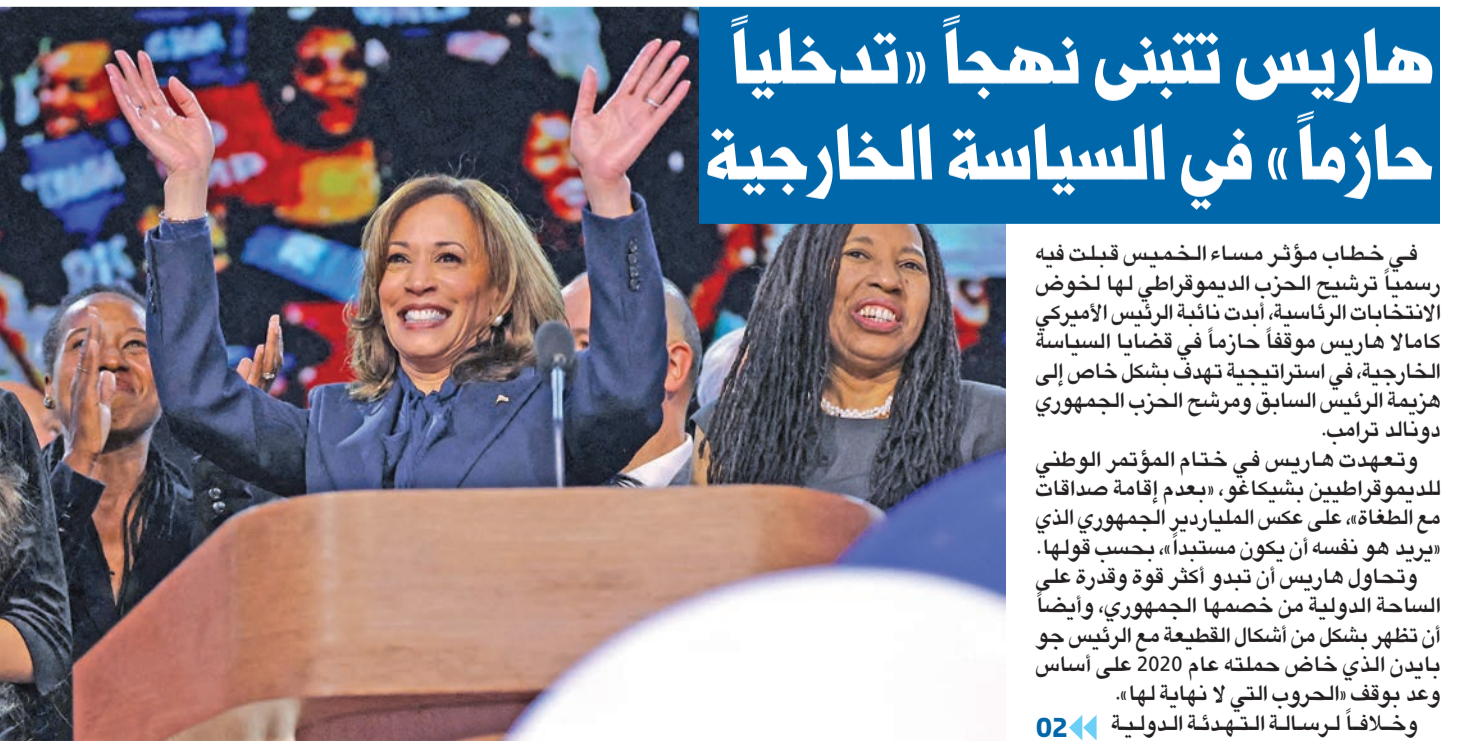 هاريس تتبنى نهجاً «تدخلياً
حازماً» في السياسة الخارجية
في خطاب مؤثر مساء الخميس قبلت فيه
رسمياً ترشيح الحزب الديموقراطي لها لخوض
الانتخابات الرئاسية، أبدت نائبة الرئيس الأميركي
كامالا هاريس موقفاً حازماً في قضايا السياسة
الخارجية، في استراتيجية تهدف بشكل خاص إلى
هزيمة الرئيس السابق ومرشح الحزب الجمهوري
دونالد ترامب.
وتعهدت هاريس في ختام المؤتمر الوطني
للديموقراطيين بشيكاغو، «بعدم إقامة صداقات
مع الطغاة»، على عكس الملياردير الجمهوري الذي
«يريد هو نفسه أن يكون مستبداً»، بحسب قولها.
وتحاول هاريس أن تبدو أكثر قوة وقدرة على
الساحة الدولية من خصمها الجمهوري، وأيضاً
أن تظهر بشكل من أشكال القطيعة مع الرئيس جو
بايدن الذي خاض حملته عام 2020 على أساس
وعد بوقف «الحروب التي لا نهاية لها».
وخلافاً لرسالة التهدئة الدولية 02